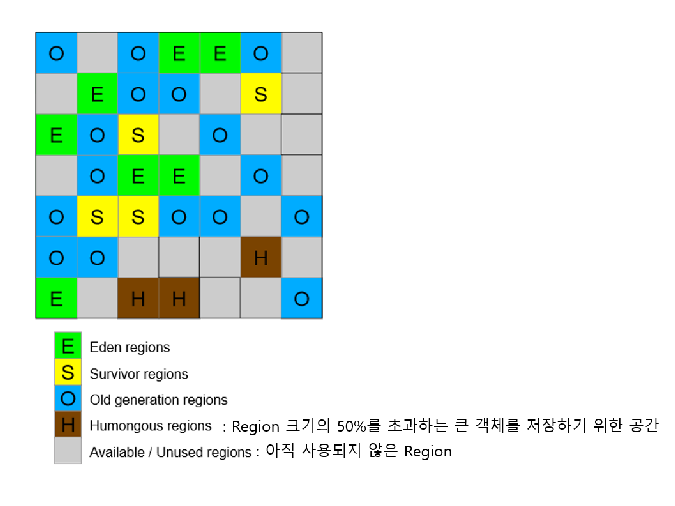 O O E E O
E O O S
E O S O
O E E O
O S S O O O
O O H
E H H O
E Eden regions
S Survivor regions
O Old generation regions
H Humongous regions : Region 크기의 50%를 초과하는 큰 객체를 저장하기 위한 공간
Available / Unused regions : 아직 사용되지 않은 Region